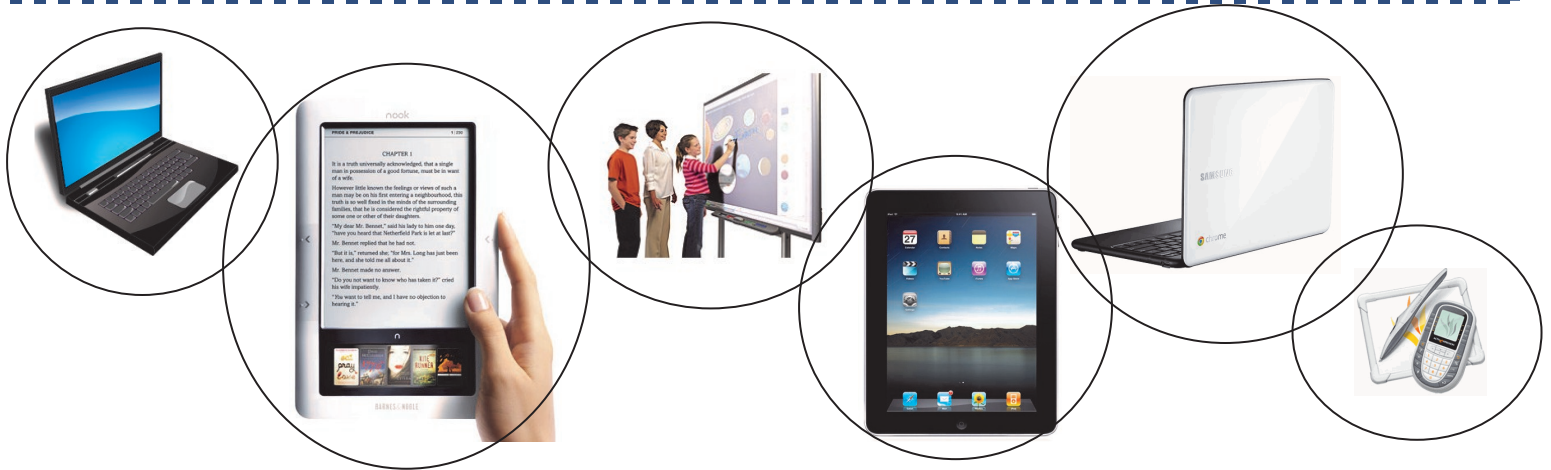 nook
PRIDE & PREJUDICE 1 / 320
CHAPTER 1
It is a truth universally acknowledged, that a single
man in possession of a good fortune, must be in want
of a wife.
However little known the feelings or views of such a
man may be on his first entering a neighbourhood, this
truth is so well fixed in the minds of the surrounding
families, that he is considered the rightful property of
some one or other of their daughters.
"My dear Mr. Bennet," said his lady to him one day,
"have you heard that Netherfield Park is let at last?"
Mr. Bennet replied that he had not.
"But it is," returned she, "for Mrs. Long has just been
here, and she told me all about it."
Mr. Bennet made no answer.
"Do you not want to know who has taken it?" cried
his wife impatiently.
"You want to tell me, and I have no objection to
hearing it."
n
eat
pray
love
KITE
RUNNER
BARNES & NOBLE
27
SAMSUNG
chrome